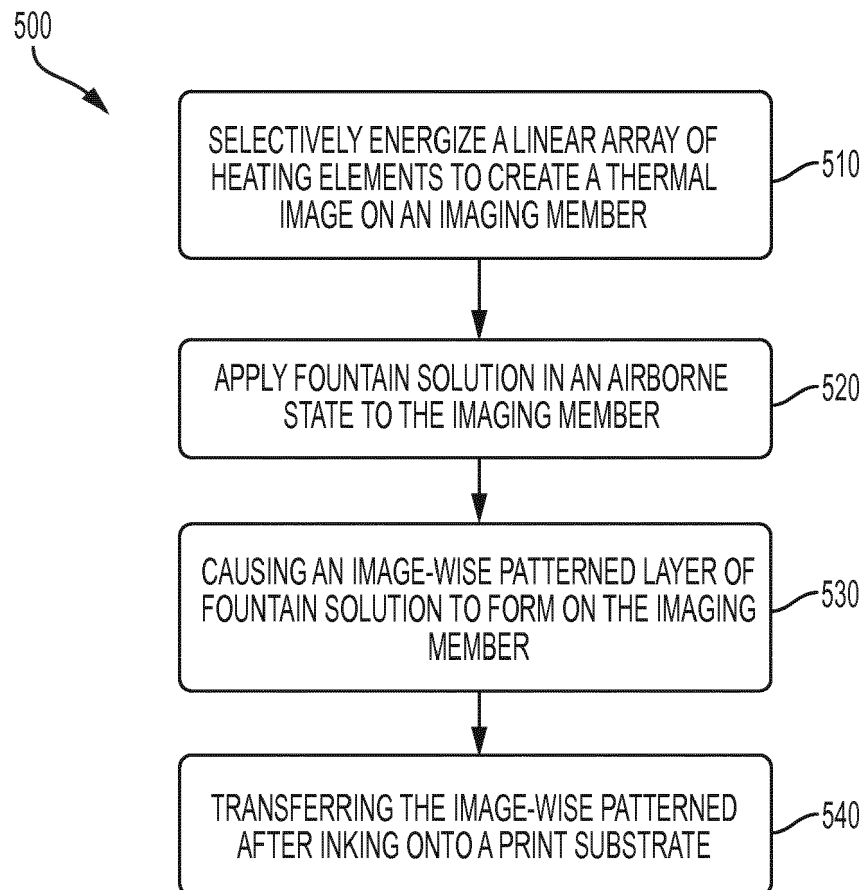 500
SELECTIVELY ENERGIZE A LINEAR ARRAY OF
HEATING ELEMENTS TO CREATE A THERMAL
IMAGE ON AN IMAGING MEMBER
510
APPLY FOUNTAIN SOLUTION IN AN AIRBORNE
STATE TO THE IMAGING MEMBER
520
CAUSING AN IMAGE-WISE PATTERNED LAYER OF
FOUNTAIN SOLUTION TO FORM ON THE IMAGING
MEMBER
530
TRANSFERRING THE IMAGE-WISE PATTERNED
AFTER INKING ONTO A PRINT SUBSTRATE
540